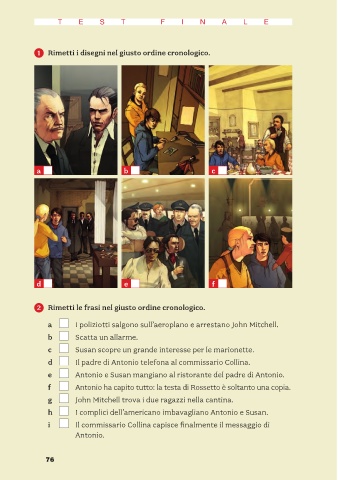 TEST FINALE
1 Rimetti i disegni nel giusto ordine cronologico.
a
b
c
d
e
f
2 Rimetti le frasi nel giusto ordine cronologico.
a I poliziotti salgono sull'aeroplano e arrestano John Mitchell.
b Scatta un allarme.
c Susan scopre un grande interesse per le marionette.
d Il padre di Antonio telefona al commissario Collina.
e Antonio e Susan mangiano al ristorante del padre di Antonio.
f Antonio ha capito tutto: la testa di Rossetto è soltanto una copia.
g John Mitchell trova i due ragazzi nella cantina.
h I complici dell'americano imbavagliano Antonio e Susan.
i Il commissario Collina capisce finalmente il messaggio di
Antonio.
76